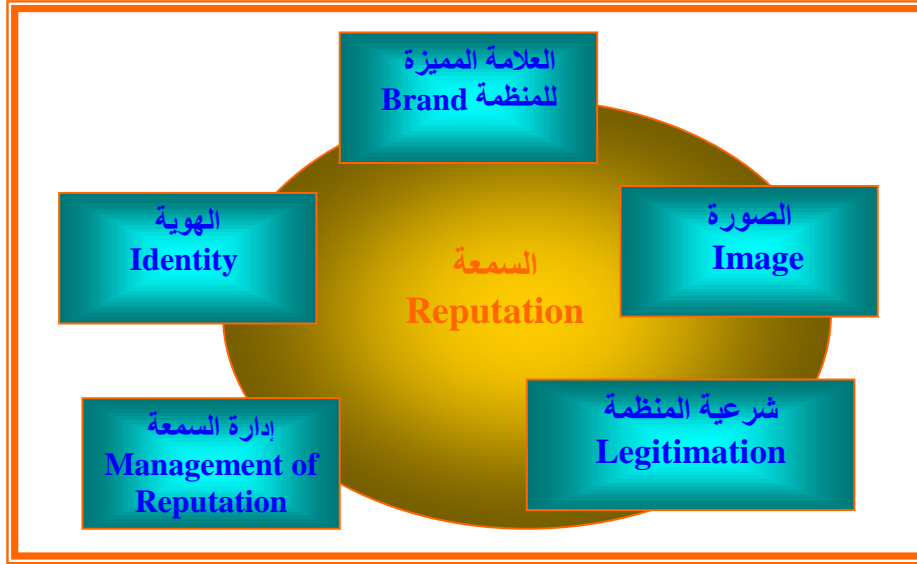 العلامة المميزة
للمنظمة Brand
الهوية
Identity
الصورة
Image
السمعة
Reputation
شرعية المنظمة
Legitimation
إدارة السمعة
Management of
Reputation